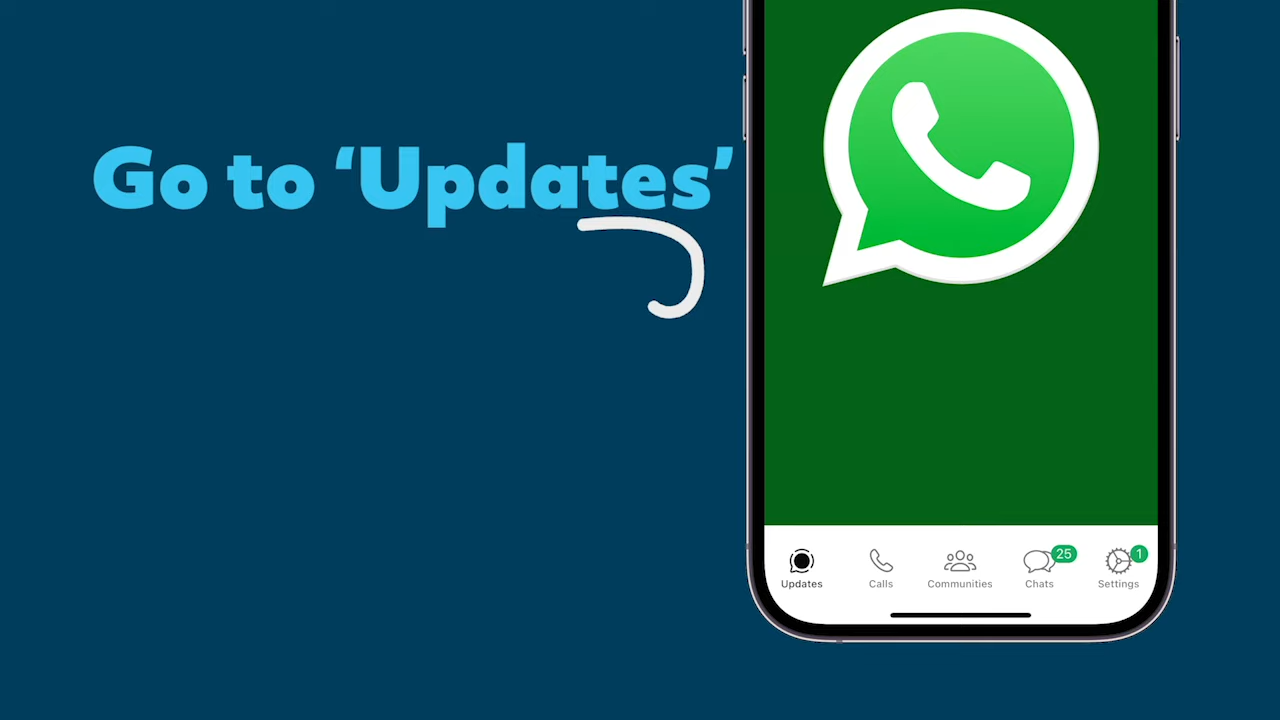 Go to ‘Updates’
25
1
Updates
Calls
Communities
Chats
Settings